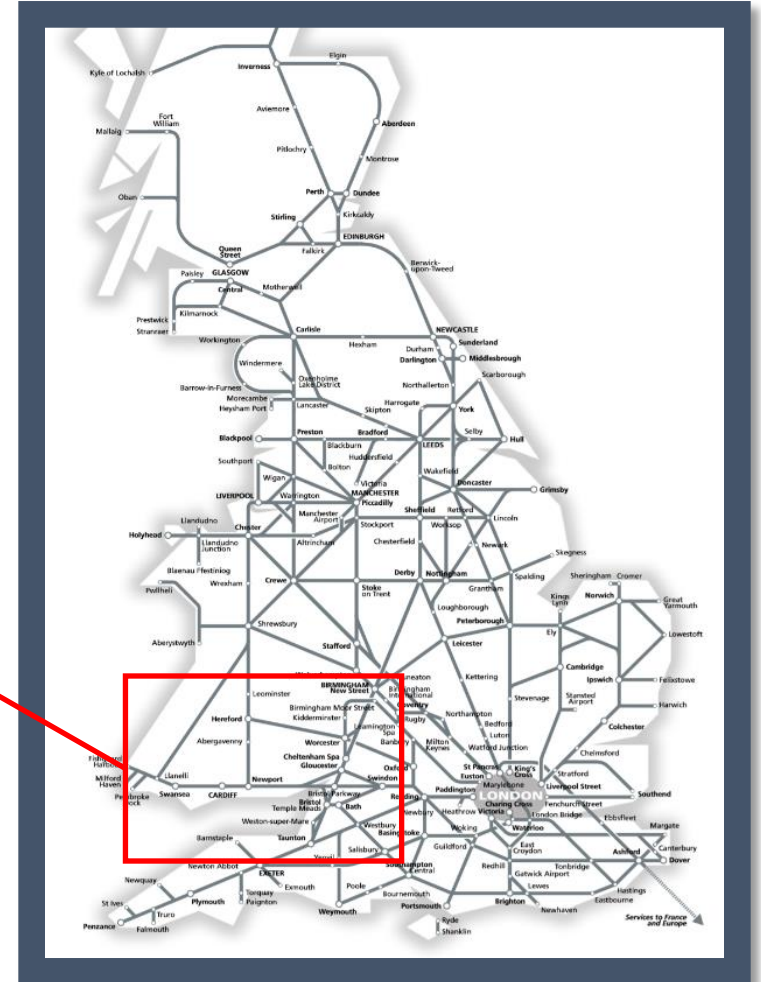 Elgin
Inverness
Kyle of Lochalsh
Aviemore
Fort
William
Mallaig
Aberdeen
Pitlochry
Montrose
Perth
Dundee
Oban
Stirling
Kirkcaldy
EDINBURGH
Queen
Street
Falkirk
Berwick-
upon-Tweed
Paisley
GLASGOW
Central
Motherwell
Prestwick
Kilmarnock
Stranraer
Carlisle
NEWCASTLE
Workington
Hexham
Durham
Sunderland
Darlington
Middlesbrough
Windermere
Scarborough
Oxenholme
Lake District
Barrow-in-Furness
Northallerton
Morecambe
Heysham Port
Lancaster
Harrogate
Skipton
York
Blackpool
Preston
Bradford
LEEDS
Selby
Hull
Blackburn
Huddersfield
Southport
Bolton
Wakefield
Wigan
Victoria
MANCHESTER
Piccadilly
Doncaster
Grimsby
LIVERPOOL
Warrington
Sheffield
Retford
Manchester
Airport
Llandudno
Lincoln
Stockport
Worksop
Holyhead
Chester
Llandudno
Junction
Altrincham
Chesterfield
Newark
Skegness
Blaenau Ffestiniog
Wrexham
Crewe
Stoke
on Trent
Derby
Nottingham
Spalding
Sheringham
Cromer
Pwllheli
Grantham
Kings
Lynn
Norwich
Great
Yarmouth
Loughborough
Shrewsbury
Peterborough
Ely
Lowestoft
Aberystwyth
Stafford
Leicester
Cambridge
Kettering
Nuneaton
Ipswich
Felixstowe
BIRMINGHAM
New Street
Birmingham
International
Leominster
Stevenage
Stansted
Airport
Harwich
Birmingham Moor Street
Coventry
Kidderminster
Rugby
Northampton
Hereford
Leamington
Spa
Bedford
Colchester
Worcester
Banbury
Milton
Keynes
Luton
Abergavenny
Watford Junction
Chelmsford
Cheltenham Spa
Fishguard
Harbour
Gloucester
Oxford
St Pancras
King's
Cross
Llanelli
Euston
Stratford
Milford
Haven
Newport
Swindon
Marylebone
Liverpool Street
Swansea
CARDIFF
Bristol Parkway
Paddington
LONDON
Southend
Pembroke
Dock
Reading
Bristol
Temple Meads
Bath
Charing Cross
Fenchurch Street
Newbury
Heathrow
Victoria
London Bridge
Ebbsfleet
Weston-super-Mare
Westbury
Basingstoke
Waterloo
Margate
Barnstaple
Taunton
Woking
East
Croydon
Canterbury
Salisbury
Guildford
Ashford
Dover
Newton Abbot
Yeovil
Southampton
Central
Redhill
Tonbridge
EXETER
Gatwick Airport
Newquay
Exmouth
Poole
Lewes
Hastings
St Ives
Plymouth
Torquay
Paignton
Bournemouth
Eastbourne
Truro
Weymouth
Portsmouth
Brighton
Newhaven
Penzance
Falmouth
Ryde
Shanklin
Services to France
and Europe